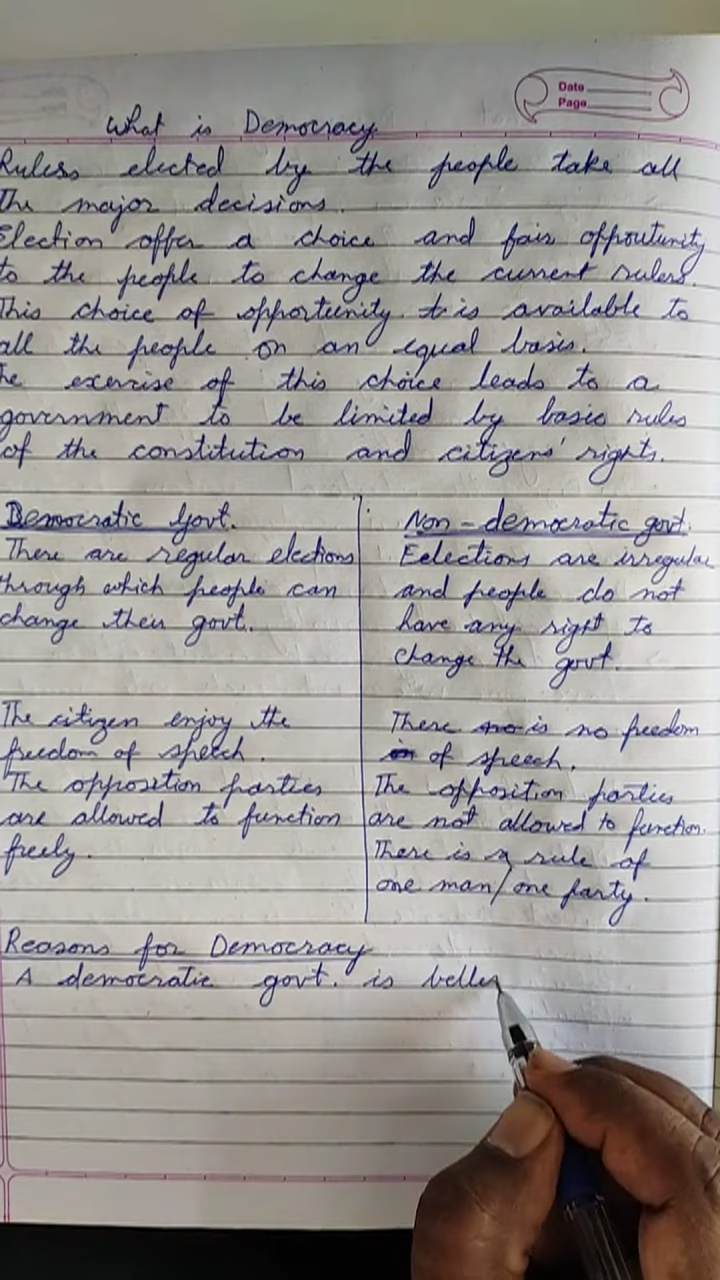 Date
Page
What is Democracy
Rulers elected by the people take all
The major decisions.
Election offer a choice and fair opportunity
to the people to change the current rulers.
This choice of opportunity is available to
all the people on an equal basis.
he exercise of this choice leads to a
government to be limited by basic rules
of the constitution and citizens' rights.
Democratic Govt.
There are regular elections
through which people can
change their govt.
The citizen enjoy the
freedom of speech.
The opposition parties
are allowed to function
freely.
Non-democratic govt.
Eelections are irregular
and people do not
have any right to
change the govt.
There is no freedom
of speech.
The opposition parties
are not allowed to function.
There is a rule of
one man/one party.
Reasons for Democracy
A democratic govt. is better